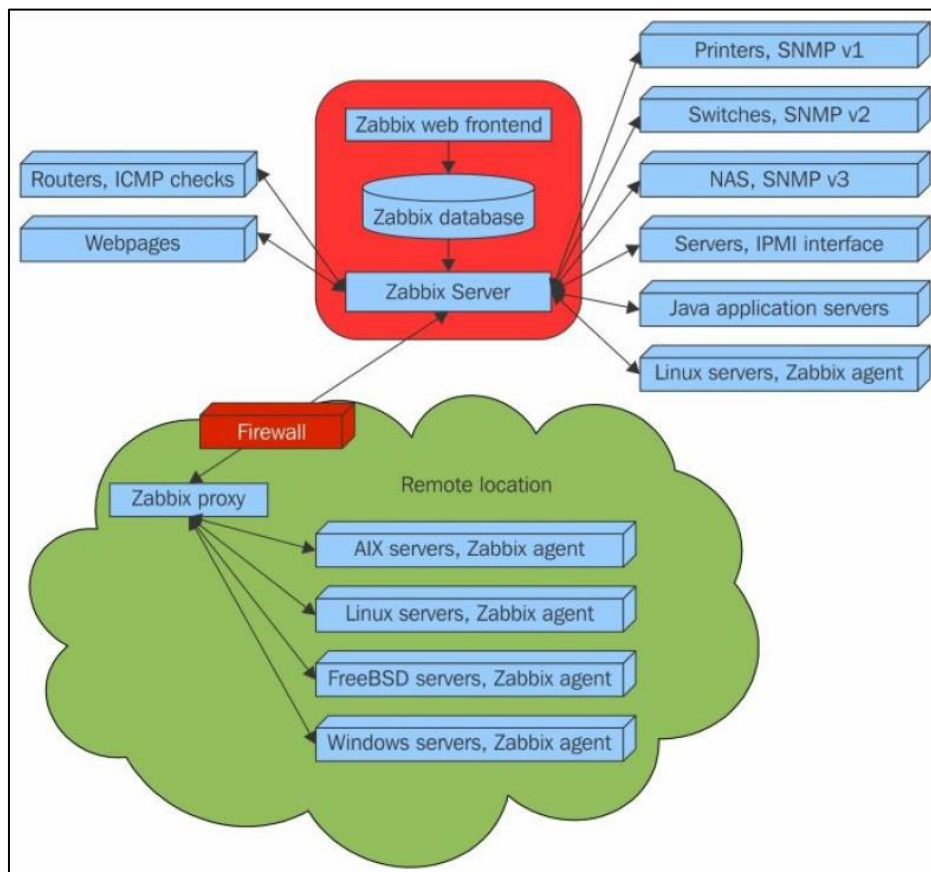 Printers, SNMP v1
Zabbix web frontend
Switches, SNMP v2
Routers, ICMP checks
Zabbix database
NAS, SNMP v3
Webpages
Servers, IPMI interface
Zabbix Server
Java application servers
Linux servers, Zabbix agent
Firewall
Zabbix proxy
Remote location
AIX servers, Zabbix agent
Linux servers, Zabbix agent
FreeBSD servers, Zabbix agent
Windows servers, Zabbix agent